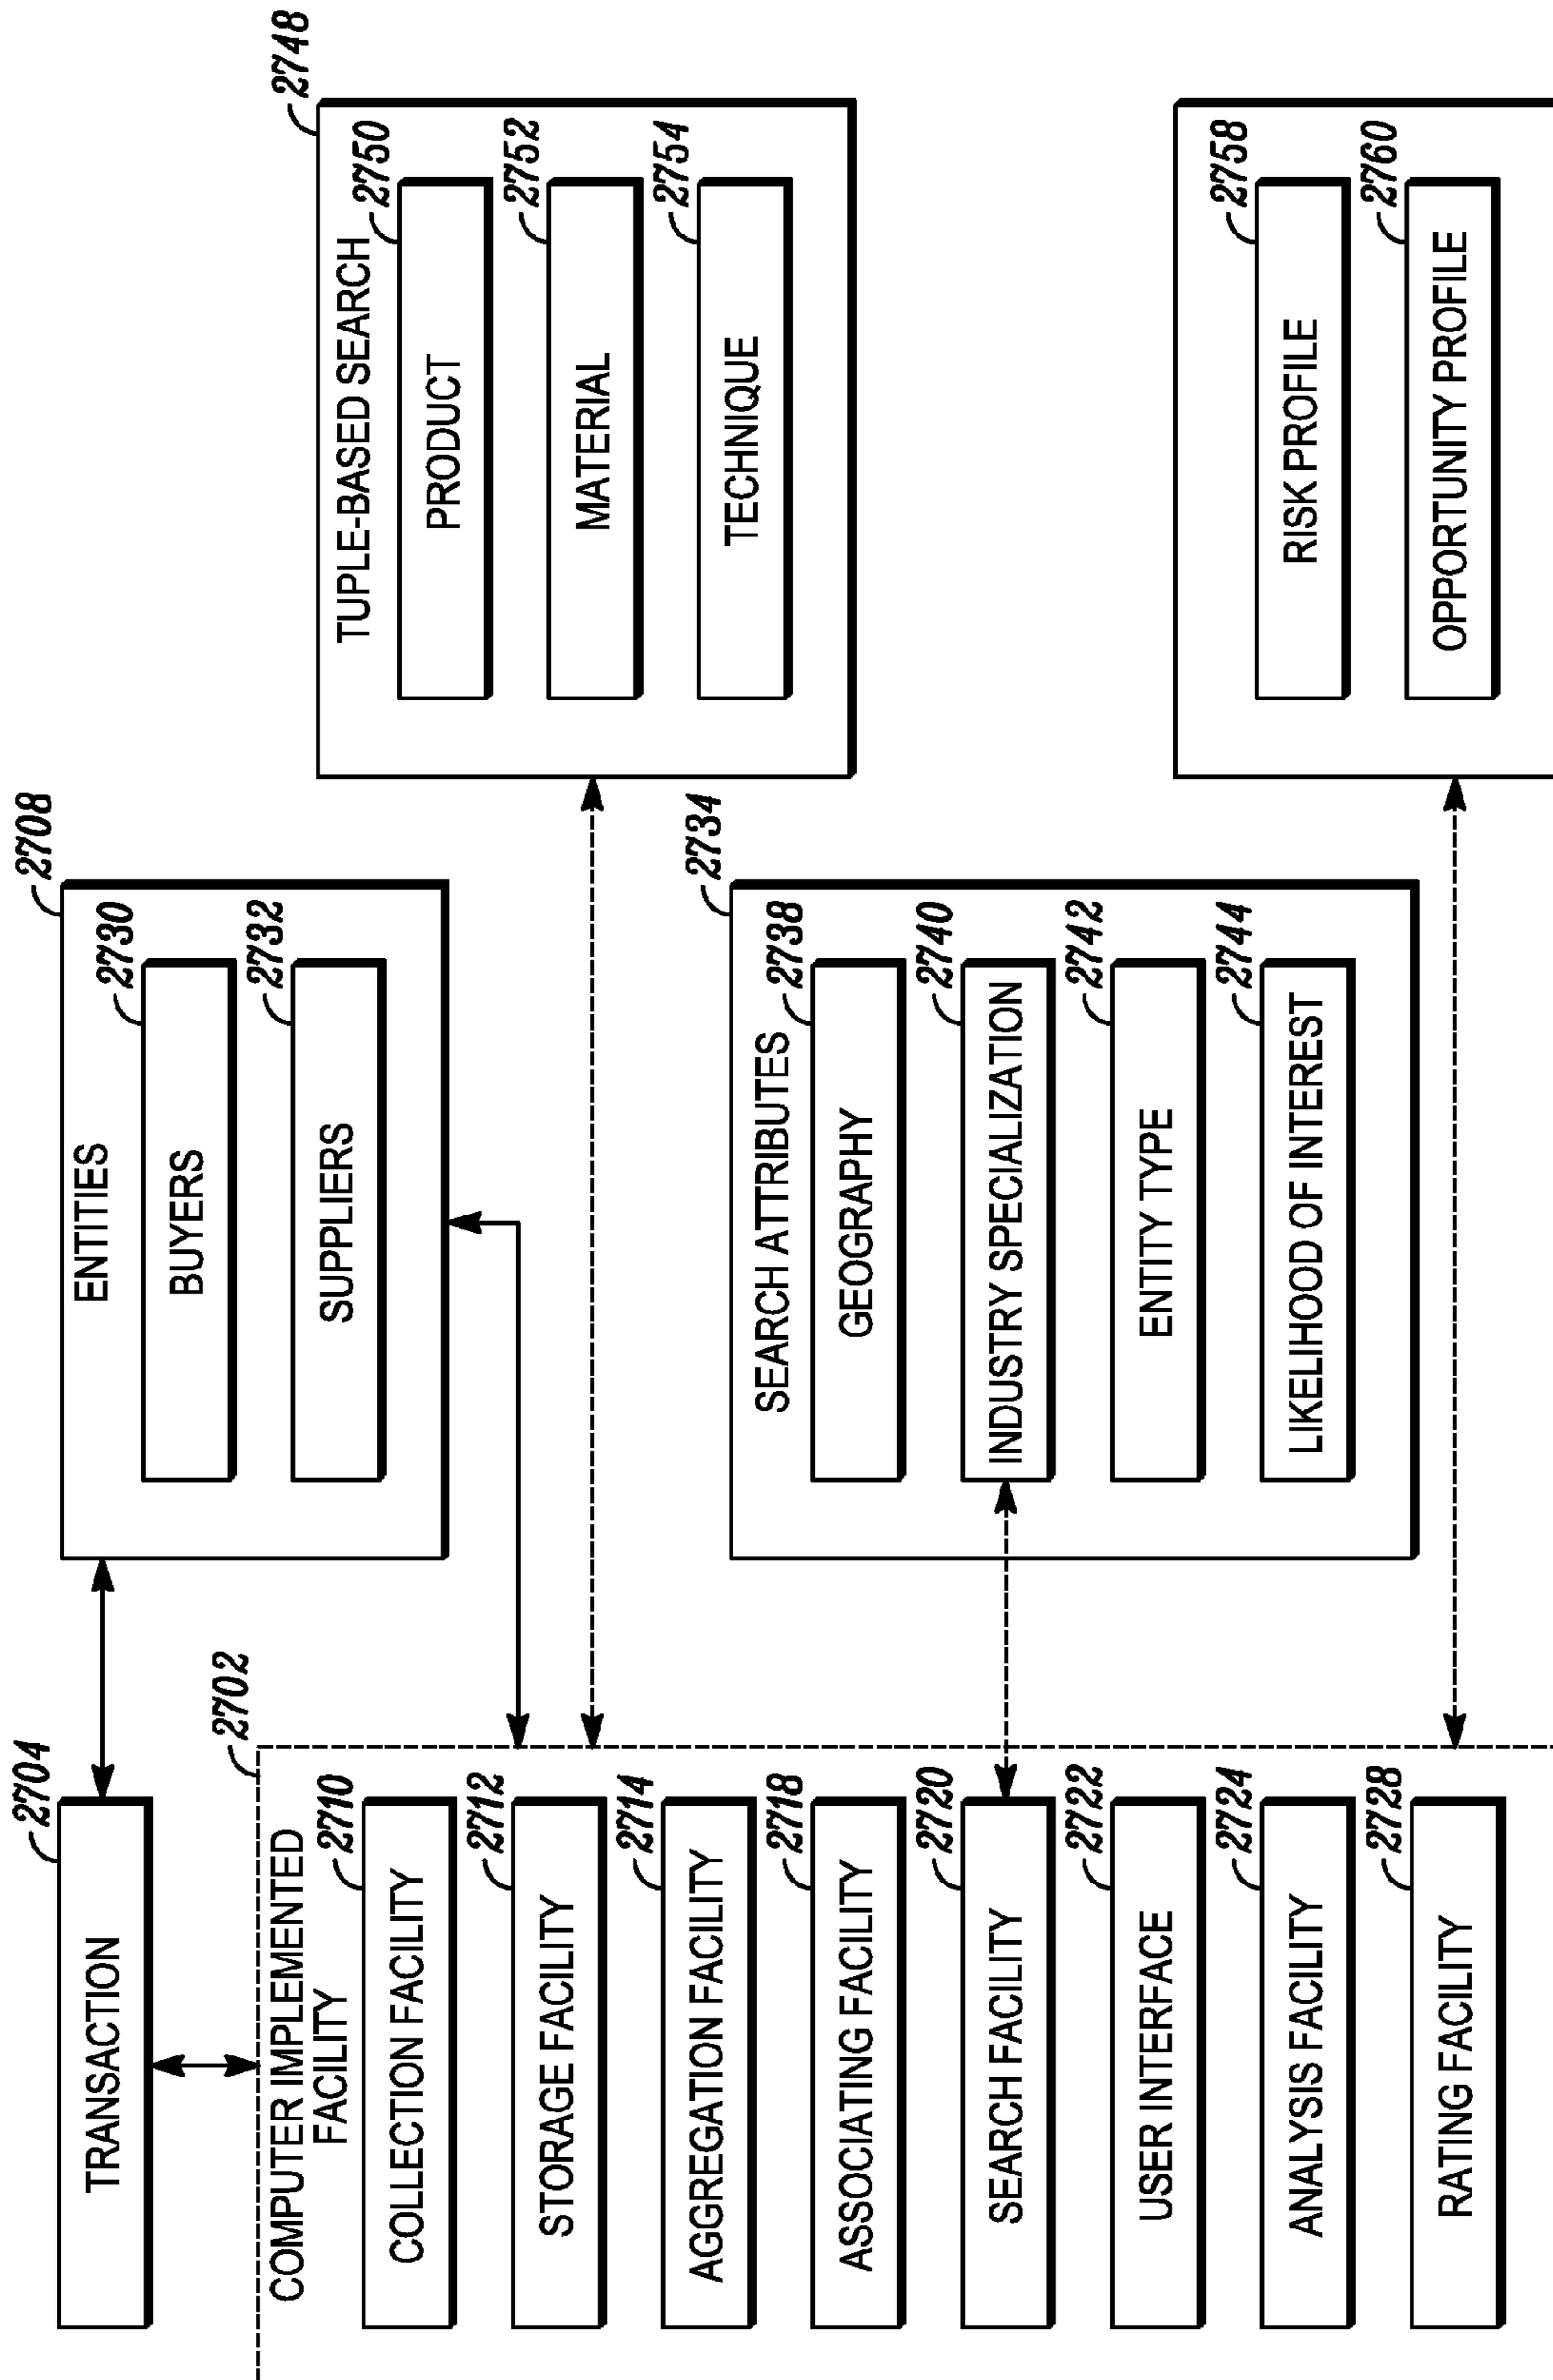 2704
TRANSACTION
2702
COMPUTER IMPLEMENTED
FACILITY
2710
COLLECTION FACILITY
2712
STORAGE FACILITY
2714
AGGREGATION FACILITY
2718
ASSOCIATING FACILITY
2720
SEARCH FACILITY
2722
USER INTERFACE
2724
ANALYSIS FACILITY
2728
RATING FACILITY
2708
ENTITIES
2730
BUYERS
2732
SUPPLIERS
2734
SEARCH ATTRIBUTES
2738
GEOGRAPHY
2740
INDUSTRY SPECIALIZATION
2742
ENTITY TYPE
2744
LIKELIHOOD OF INTEREST
2748
TUPLE-BASED SEARCH
2750
PRODUCT
2752
MATERIAL
2754
TECHNIQUE
2758
RISK PROFILE
2760
OPPORTUNITY PROFILE